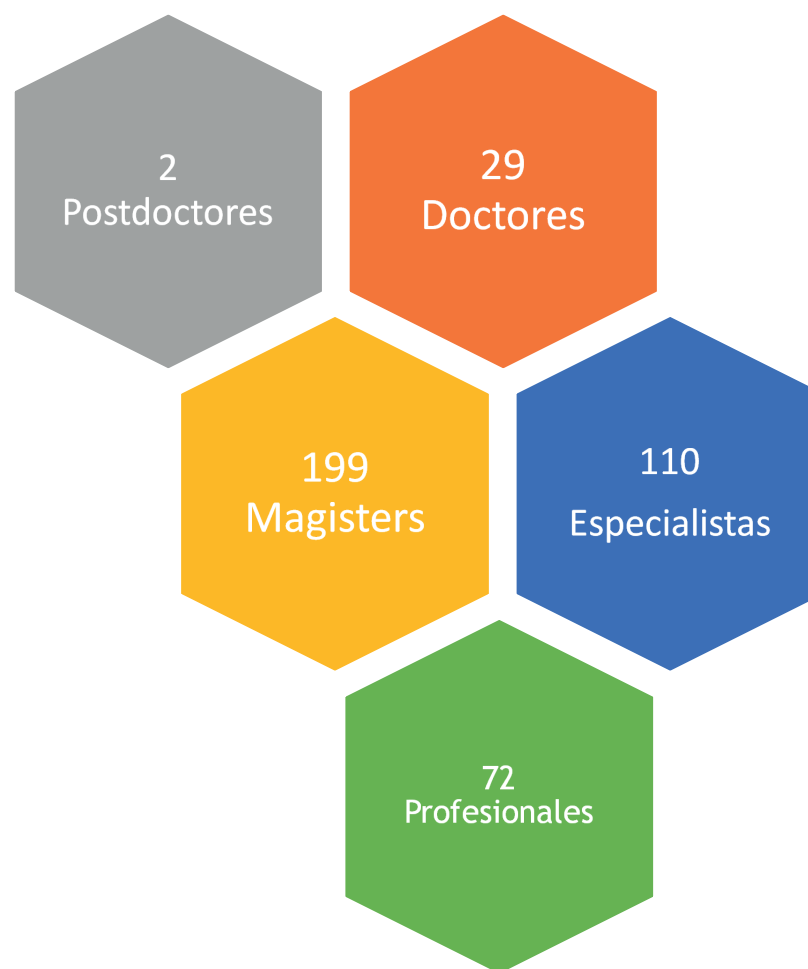 2
Postdoctores
29
Doctores
199
Magisters
110
Especialistas
72
Profesionales